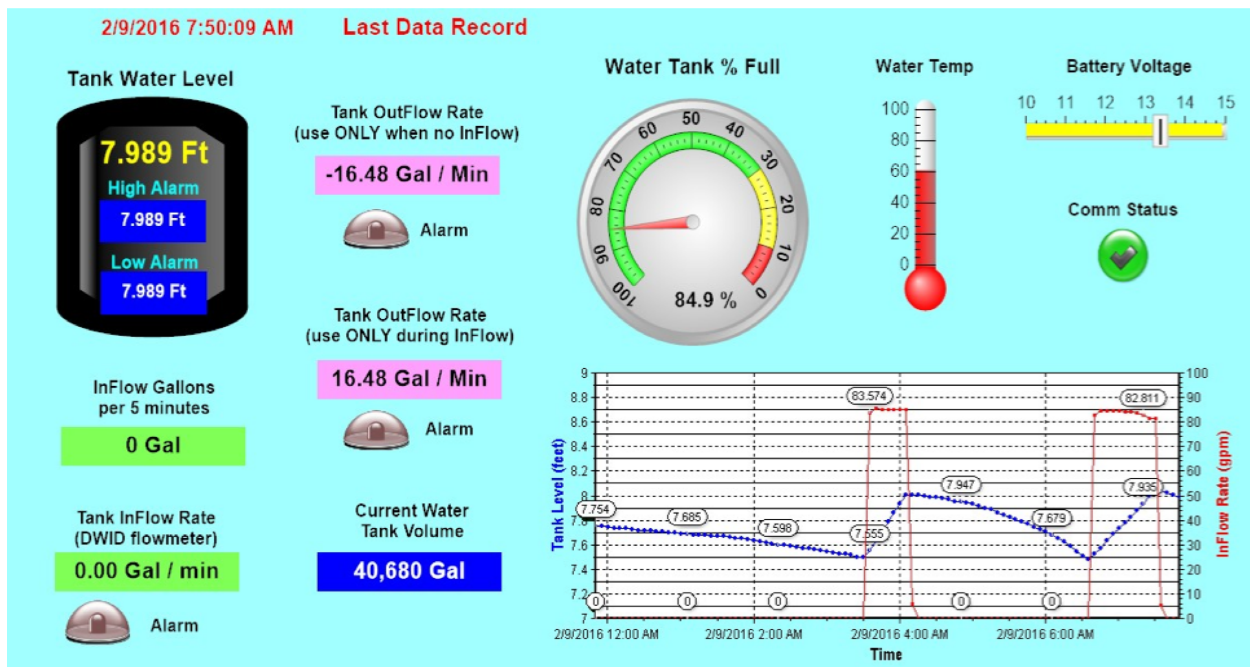 2/9/2016 7:50:09 AM Last Data Record
Tank Water Level
7.989 Ft
High Alarm
7.989 Ft
Low Alarm
7.989 Ft
InFlow Gallons
per 5 minutes
0 Gal
Tank InFlow Rate
(DWID flowmeter)
0.00 Gal / min
Alarm
Tank OutFlow Rate
(use ONLY when no InFlow)
-16.48 Gal / Min
Alarm
Tank OutFlow Rate
(use ONLY during InFlow)
16.48 Gal / Min
Alarm
Current Water
Tank Volume
40,680 Gal
Water Tank % Full
100 90 80 70 60 50 40 30 20 10 0
84.9 %
Water Temp
100
80
60
40
20
0
Battery Voltage
10 11 12 13 14 15
Comm Status
Tank Level (feet)
9
8.8
8.6
8.4
8.2
8
7.8
7.6
7.4
7.2
7
83.574 82.811
7.754 7.685 7.598 7.555 7.947 7.679 7.935
0 0 0 0 0
100
90
80
70
60
50
40
30
20
10
0
InFlow Rate (gpm)
2/9/2016 12:00 AM 2/9/2016 2:00 AM 2/9/2016 4:00 AM 2/9/2016 6:00 AM
Time